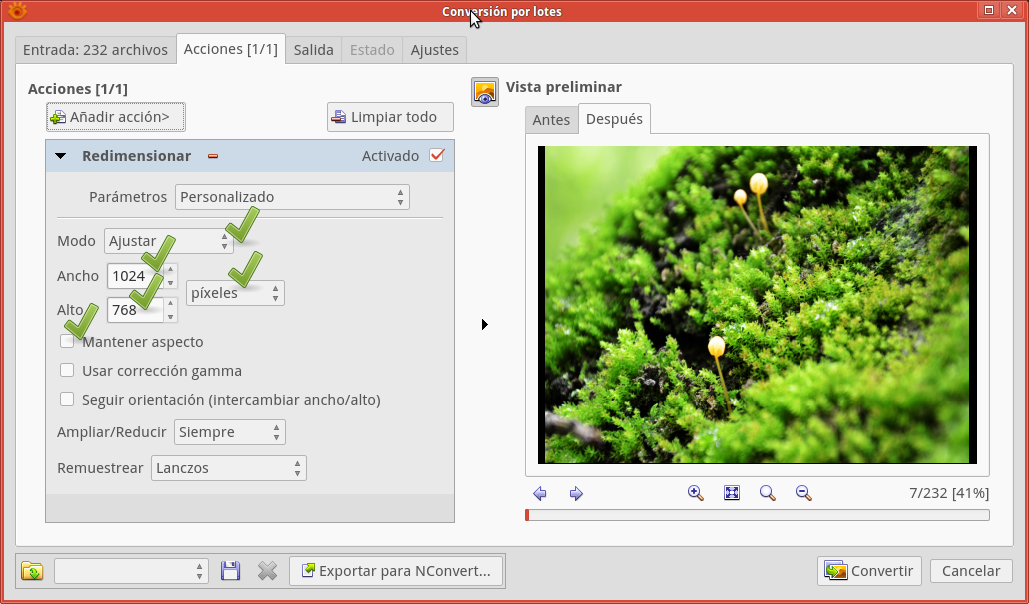 Conversión por lotes
Entrada: 232 archivos
Acciones [1/1]
Salida
Estado
Ajustes
Acciones [1/1]
Añadir acción>
Limpiar todo
Redimensionar
Activado
Parámetros
Personalizado
Modo
Ajustar
Ancho
1024
píxeles
Alto
768
Mantener aspecto
Usar corrección gamma
Seguir orientación (intercambiar ancho/alto)
Ampliar/Reducir
Siempre
Remuestrear
Lanczos
Vista preliminar
Antes
Después
7/232 [41%]
Exportar para NConvert...
Convertir
Cancelar